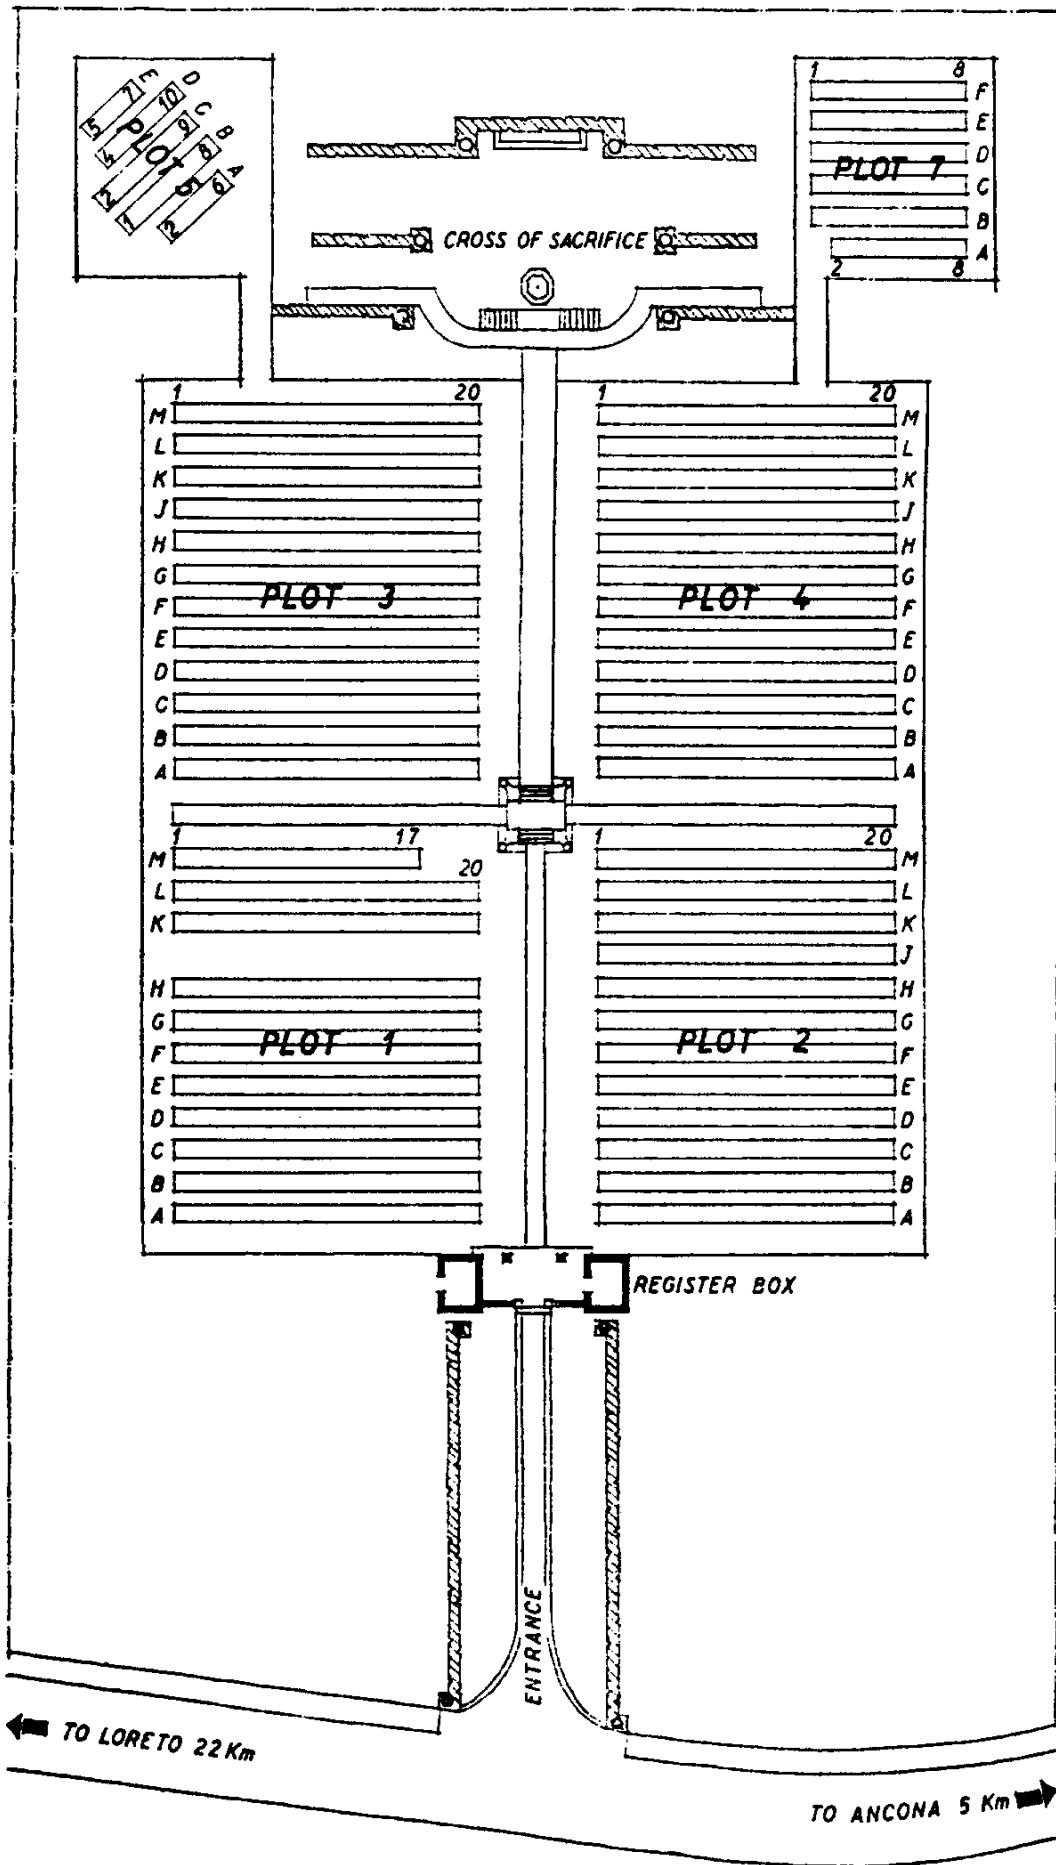 E
5 7
D
4 10
C
2 9
B
1 8
A
2 6
PLOT 5
1 8
F
E
D
PLOT 7
C
B
A
2 8
CROSS OF SACRIFICE
1 20 1 20
M M
L L
K K
J J
H H
G G
PLOT 3 PLOT 4
F F
E E
D D
C C
B B
A A
1 17 1 20
M M
20
L L
K K
J
H H
G G
PLOT 1 PLOT 2
F F
E E
D D
C C
B B
A A
REGISTER BOX
ENTRANCE
TO LORETO 22 Km
TO ANCONA 5 Km